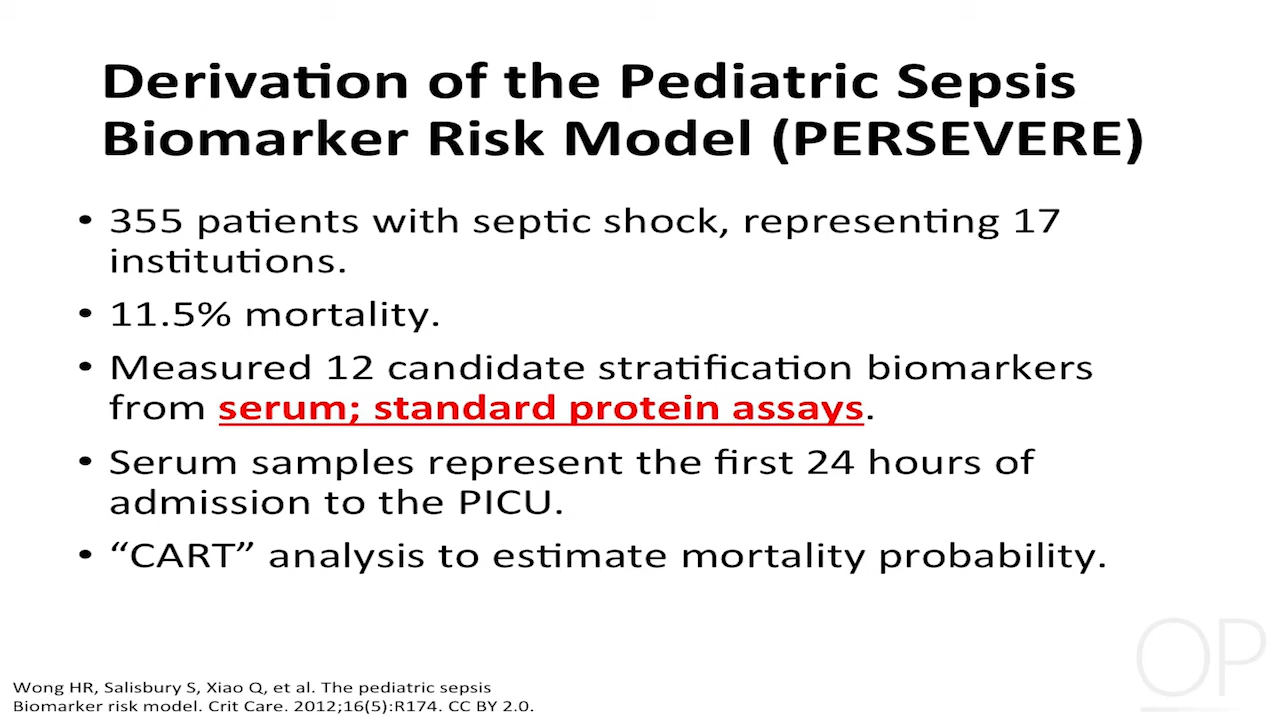 Derivation of the Pediatric Sepsis
Biomarker Risk Model (PERSEVERE)
• 355 patients with septic shock, representing 17
institutions.
• 11.5% mortality.
• Measured 12 candidate stratification biomarkers
from serum; standard protein assays.
• Serum samples represent the first 24 hours of
admission to the PICU.
• “CART” analysis to estimate mortality probability.
OP
Wong HR, Salisbury S, Xiao Q, et al. The pediatric sepsis
Biomarker risk model. Crit Care. 2012;16(5):R174. CC BY 2.0.